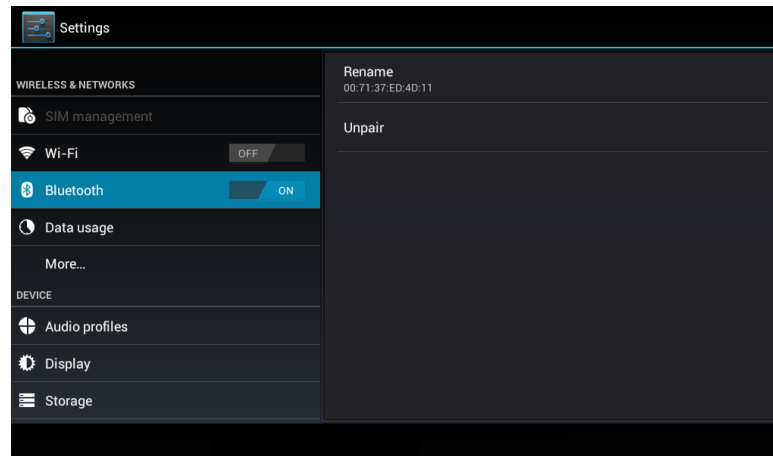 Settings
WIRELESS & NETWORKS
SIM management
Wi-Fi OFF
Bluetooth ON
Data usage
More...
DEVICE
Audio profiles
Display
Storage
Rename
00:71:37:ED:4D:11
Unpair